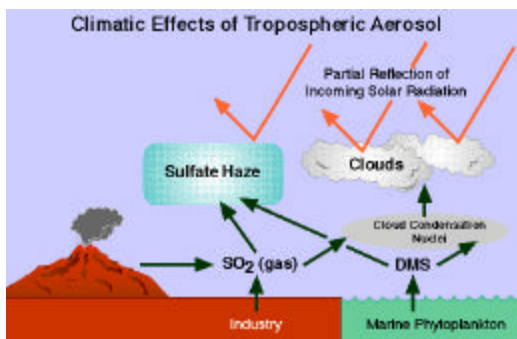 Climatic Effects of Tropospheric Aerosol
Partial Reflection of
Incoming Solar Radiation
Sulfate Haze
Clouds
Cloud Condensation
Nuclei
SO2 (gas)
DMS
Industry
Marine Phytoplankton